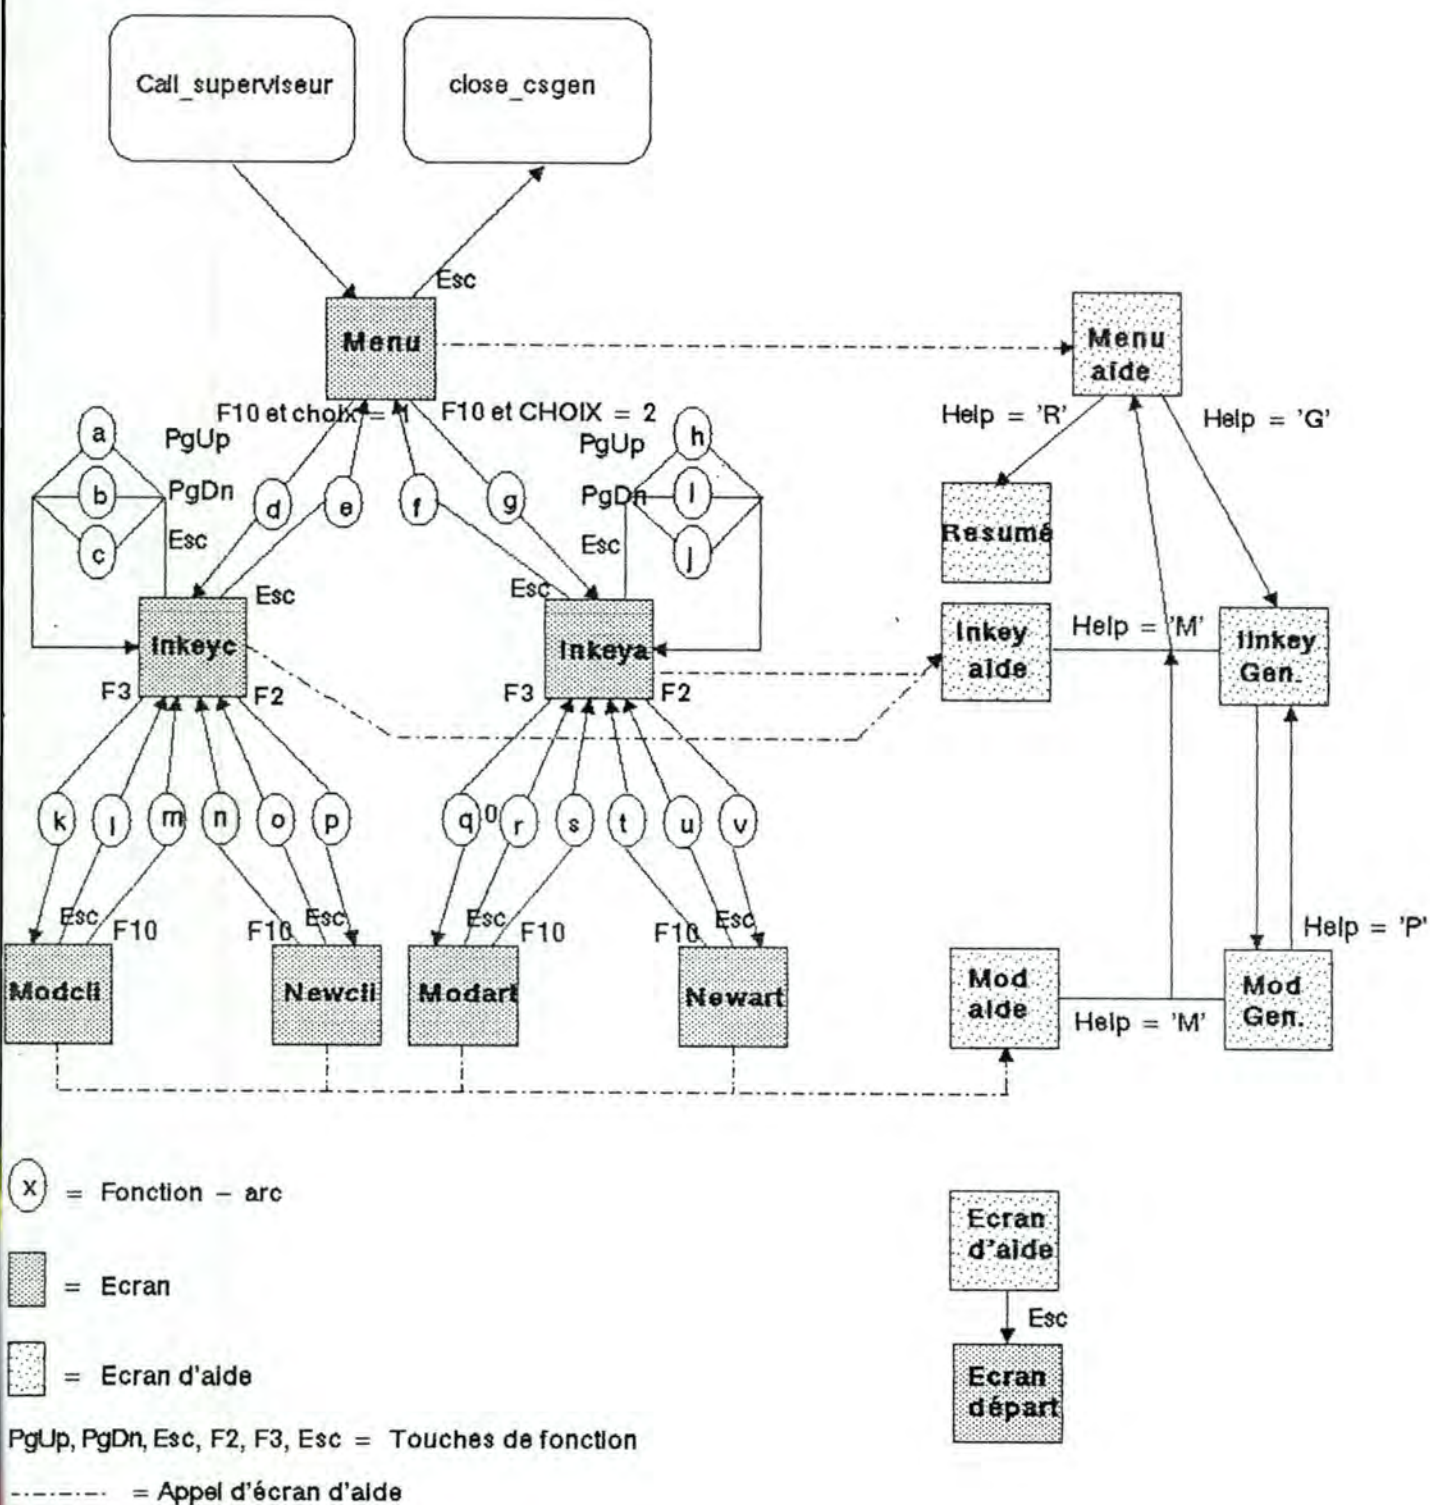 Call_superviseur
close_csgen
Esc
Menu
Menu
aide
F10 et choix = 1
F10 et CHOIX = 2
Help = 'R'
Help = 'G'
a
PgUp
b
PgDn
c
Esc
d
e
f
g
PgUp
h
PgDn
i
Esc
j
Resumé
Esc
Esc
Inkeyc
Inkeya
Inkey
aide
Help = 'M'
Iinkey
Gen.
F3
F2
F3
F2
k
l
m
n
o
p
q
0
r
s
t
u
v
Esc
F10
F10
Esc
Esc
F10
F10
Esc
Help = 'P'
Modcli
Newcli
Modart
Newart
Mod
aide
Help = 'M'
Mod
Gen.
x = Fonction – arc
= Ecran
= Ecran d'aide
PgUp, PgDn, Esc, F2, F3, Esc = Touches de fonction
= Appel d'écran d'aide
Ecran
d'aide
Esc
Ecran
départ